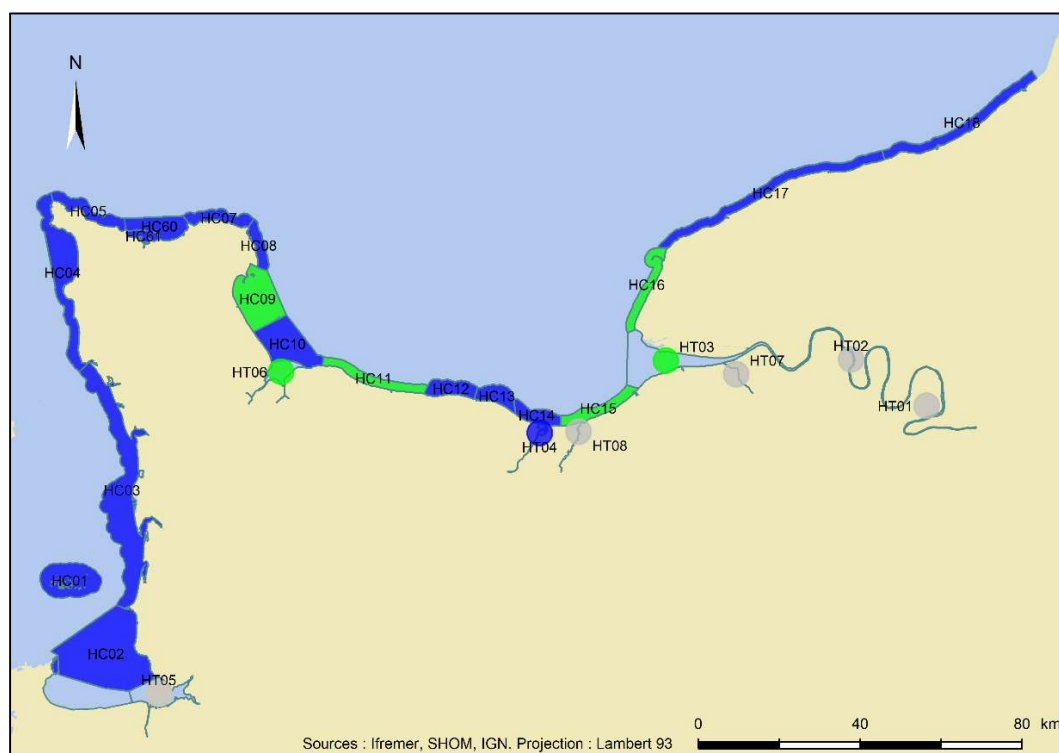 N
HC18
HC17
HC05
HC60
HC07
HC61
HC08
HC04
HC16
HC09
HC10
HT03
HT02
HT06
HT07
HC11
HC12
HC13
HT01
HC14
HC15
HT04
HT08
HC03
HC01
HC02
HT05
0 40 80 km
Sources : Ifremer, SHOM, IGN. Projection : Lambert 93